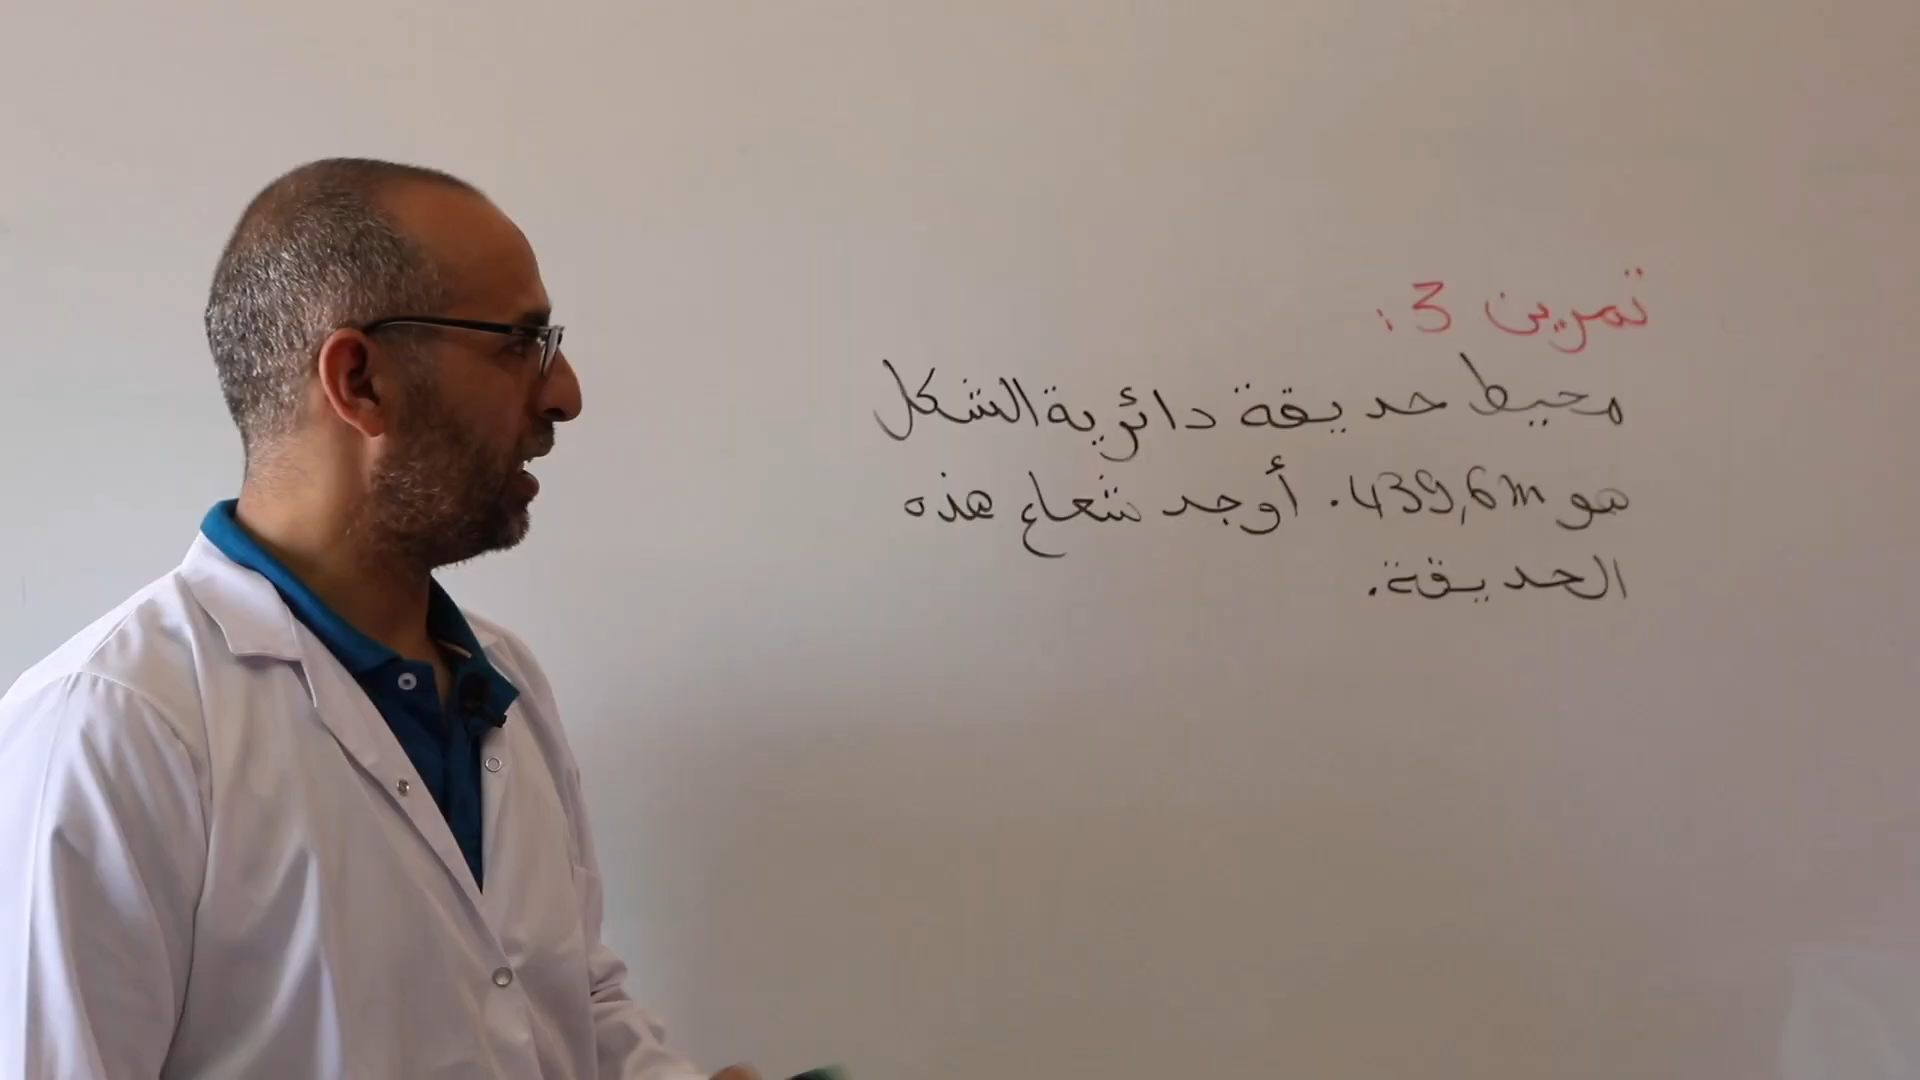 تمرين 3:
محيط حديقة دائرية الشكل
هو 439,6m. أوجد شعاع هذه
الحديقة.